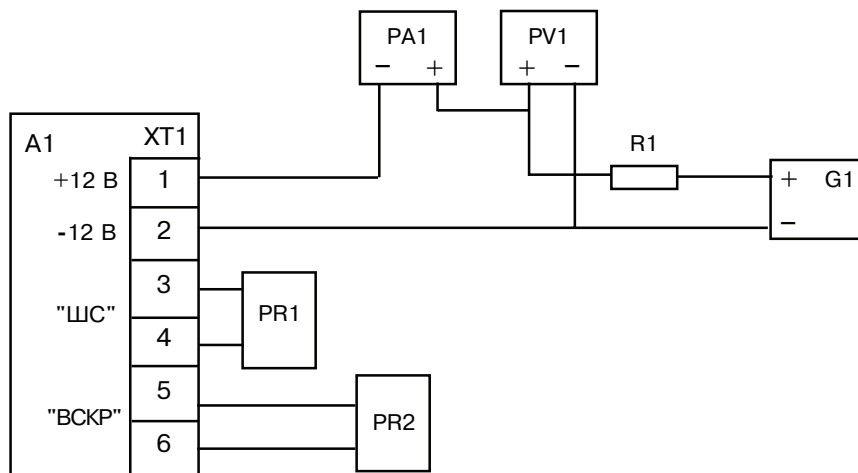 PA1
PV1
− +
+ −
A1 XT1
R1
+12 В 1
+ G1
-12 В 2
−
3
"ШС" PR1
4
5
"ВСКР" PR2
6